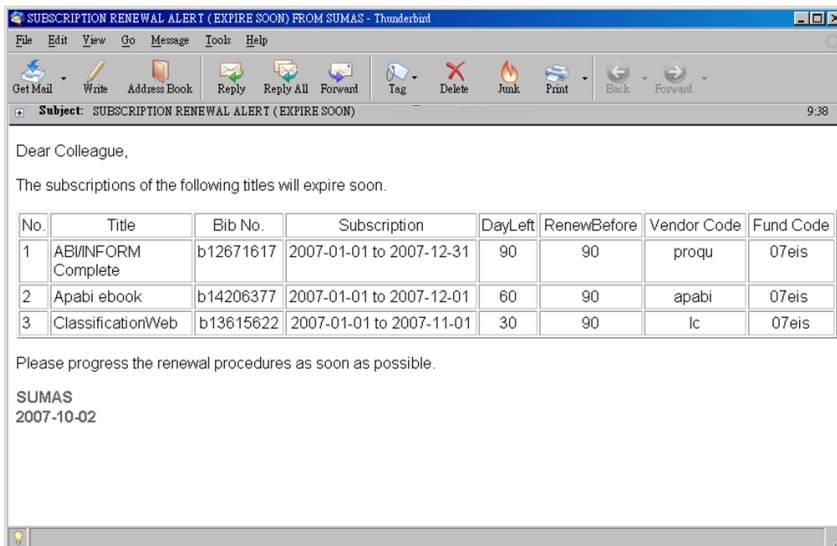 SUBSCRIPTION RENEWAL ALERT (EXPIRE SOON) FROM SUMAS - Thunderbird
File Edit View Go Message Tools Help
Get Mail Write Address Book Reply Reply All Forward Tag Delete Junk Print Back Forward
Subject: SUBSCRIPTION RENEWAL ALERT (EXPIRE SOON) 9:38
Dear Colleague,
The subscriptions of the following titles will expire soon.
No. Title Bib No. Subscription DayLeft RenewBefore Vendor Code Fund Code
1 ABI/INFORM b12671617 2007-01-01 to 2007-12-31 90 90 proqu 07eis
Complete
2 Apabi ebook b14206377 2007-01-01 to 2007-12-01 60 90 apabi 07eis
3 ClassificationWeb b13615622 2007-01-01 to 2007-11-01 30 90 lc 07eis
Please progress the renewal procedures as soon as possible.
SUMAS
2007-10-02